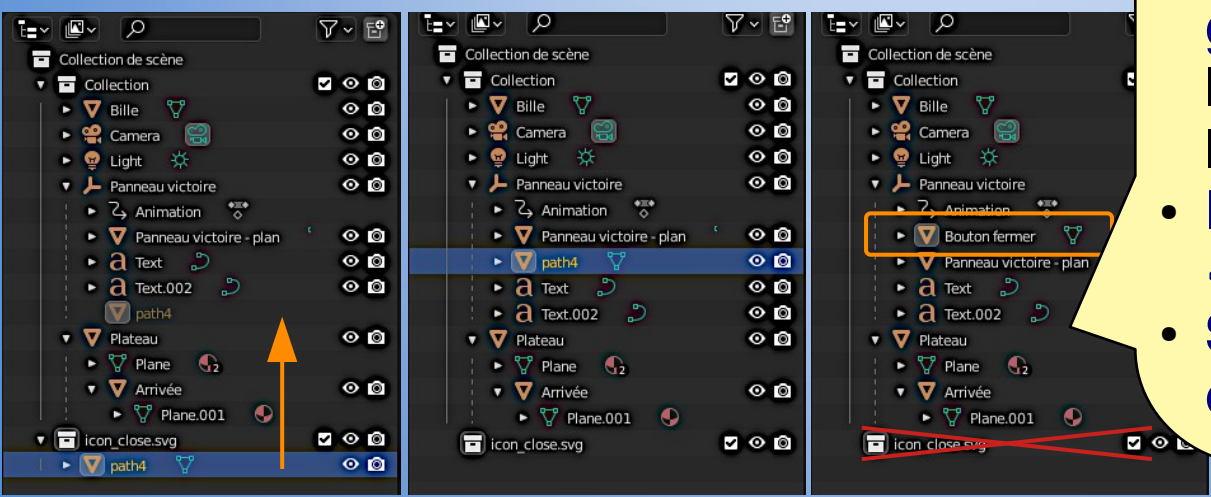 Collection de scène
Collection
Bille
Camera
Light
Panneau victoire
Animation
Panneau victoire - plan
a Text
a Text.002
path4
Plateau
Plane 2
Arrivée
Plane.001
icon_close.svg
path4
Collection de scène
Collection
Bille
Camera
Light
Panneau victoire
Animation
Panneau victoire - plan
path4
a Text
a Text.002
Plateau
Plane 2
Arrivée
Plane.001
icon_close.svg
Collection de scène
Collection
Bille
Camera
Light
Panneau victoire
Animation
Bouton fermer
Panneau victoire - plan
a Text
a Text.002
Plateau
Plane 2
Arrivée
Plane.001
icon_close.svg